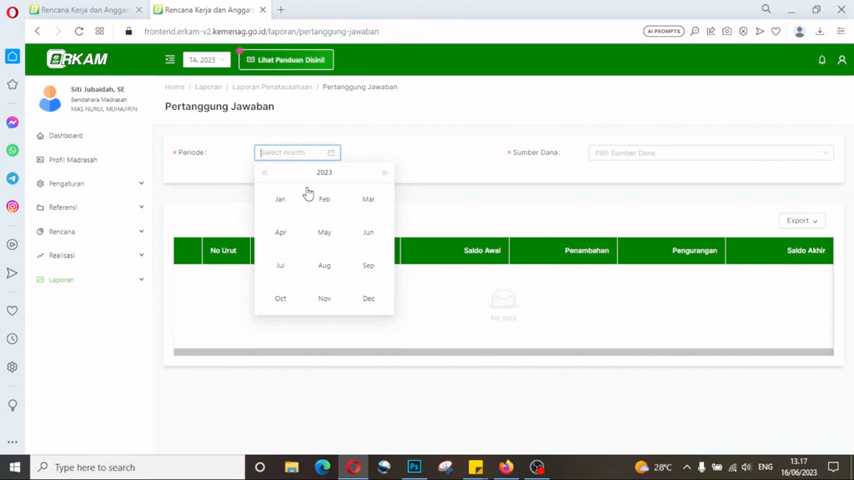 Rencana Kerja dan Anggar
Rencana Kerja dan Anggar
frontend.erkam-v2.kemenag.go.id/laporan/pertanggung-jawaban
AI PROMPTS
ERKAM
TA. 2023
Lihat Panduan Disini!
Siti Jubaidah, SE
Bendahara Madrasah
MAS NURUL MUHAJIRIN
Home / Laporan / Laporan Penatausahaan / Pertanggung Jawaban
Pertanggung Jawaban
Dashboard
Profil Madrasah
Pengaturan
Referensi
Rencana
Realisasi
Laporan
* Periode :
Select month
* Sumber Dana :
Pilih Sumber Dana
2023
Jan Feb Mar
Apr May Jun
Jul Aug Sep
Oct Nov Dec
Export
No Urut
Saldo Awal
Penambahan
Pengurangan
Saldo Akhir
No data
Type here to search
28°C
ENG
13.17
16/06/2023